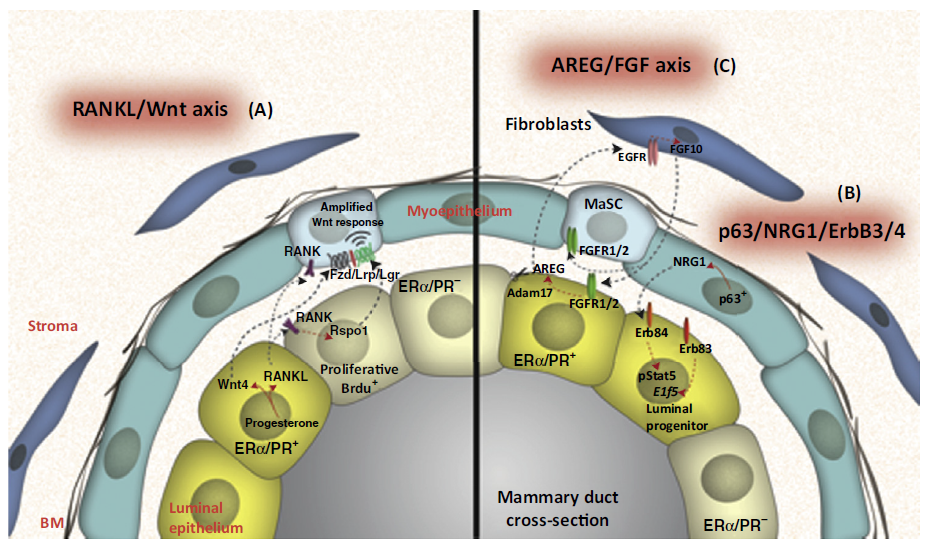 RANKL/Wnt axis (A)
AREG/FGF axis (C)
Fibroblasts
EGFR
FGF10
(B)
p63/NRG1/ErbB3/4
Amplified
Wnt response
Myoepithelium
MaSC
RANK
Fzd/Lrp/Lgr
FGFR1/2
NRG1
p63+
ERα/PR−
AREG
Adam17
FGFR1/2
RANK
Rspo1
Stroma
ERα/PR+
Erb84
Erb83
Proliferative
Brdu+
Wnt4
RANKL
pStat5
E1f5
Progesterone
Luminal
progenitor
ERα/PR+
Mammary duct
cross-section
Luminal
epithelium
BM
ERα/PR−